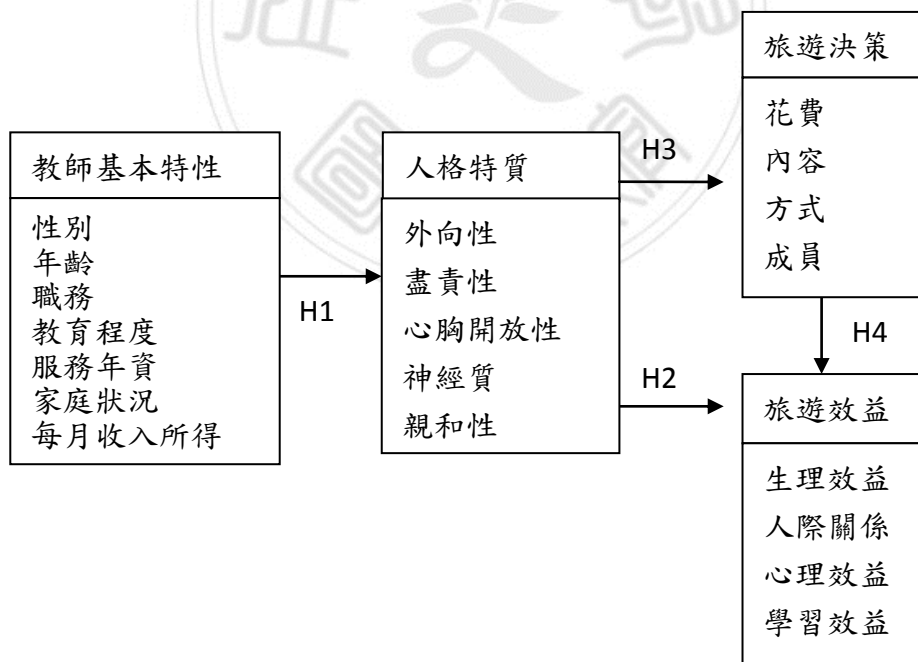 教師基本特性
性別
年齡
職務
教育程度
服務年資
家庭狀況
每月收入所得
H1
人格特質
外向性
盡責性
心胸開放性
神經質
親和性
H3
H2
旅遊決策
花費
內容
方式
成員
H4
旅遊效益
生理效益
人際關係
心理效益
學習效益